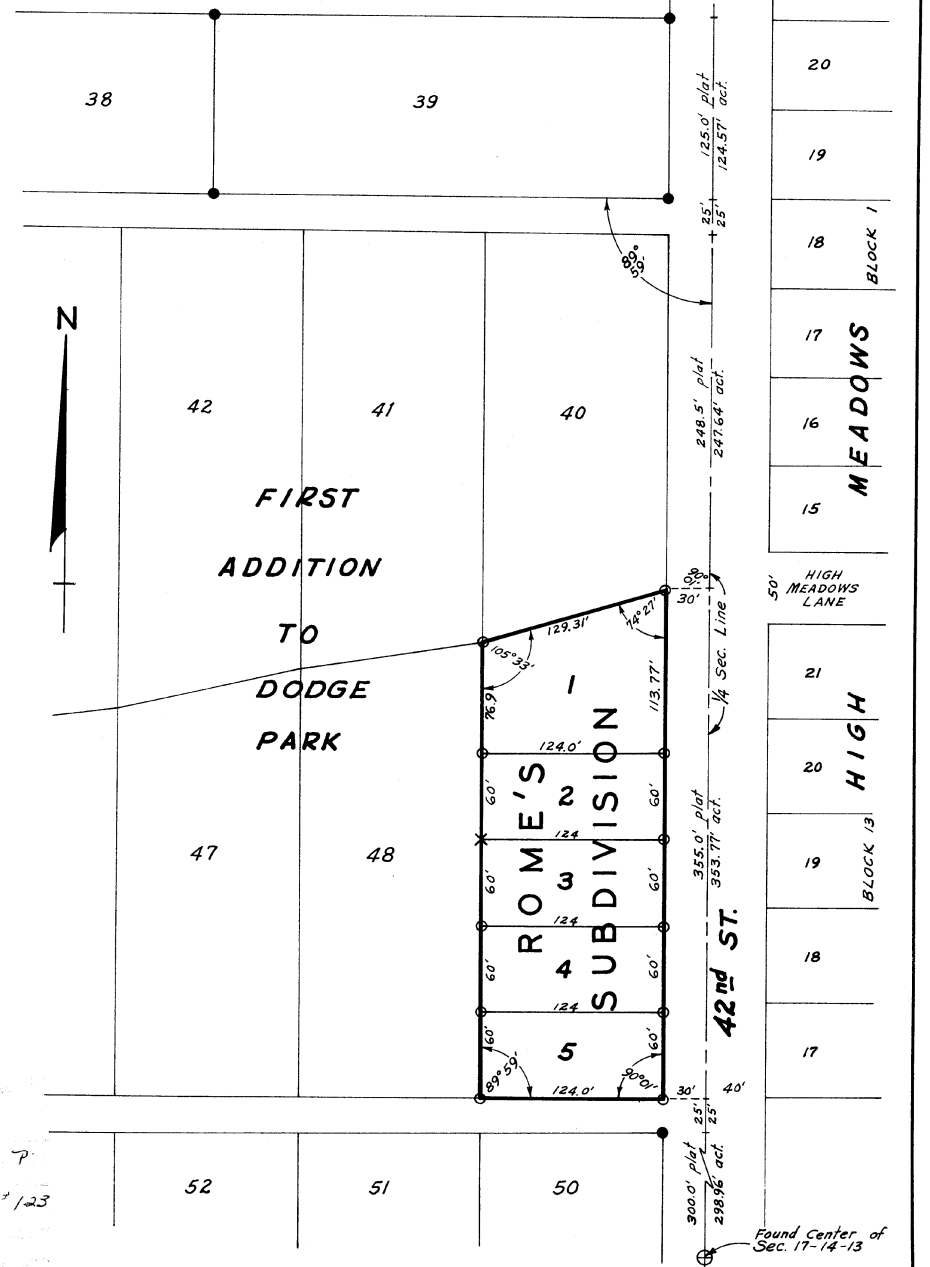 38
39
125.0' plat
124.57' act.
20
19
25'
25'
18
BLOCK 1
89°
59'
N
17
MEADOWS
42
41
40
248.5' plat
247.64' act.
16
15
FIRST
ADDITION
TO
DODGE
PARK
90°
01'
30'
50'
HIGH
MEADOWS
LANE
129.31'
74°27'
105°33'
1/4 Sec. Line
76.9
1
113.77'
21
HIGH
124.0'
60'
2
60'
20
124
355.0' plat
353.77' act.
47
48
60'
3
60'
19
BLOCK 13
124
ROME'S
SUBDIVISION
42nd ST.
60'
4
60'
18
124
60'
5
60'
17
89°59'
90°01'
124.0'
30'
40'
25'
25'
P
52
51
50
300.0' plat
298.96' act.
123
Found Center of
Sec. 17-14-13